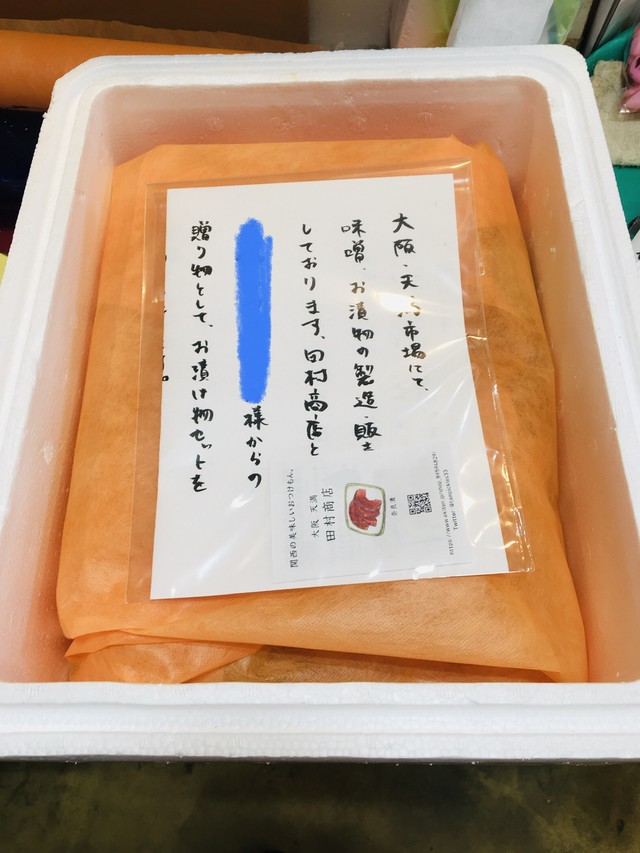 大阪・天満市場にて、
味噌、お漬物の製造・販売
しております、田村商店と
様からの
贈り物として、お漬け物セットを
関西の美味しいおつけもん。
大阪 天満
田村商店
奈良漬